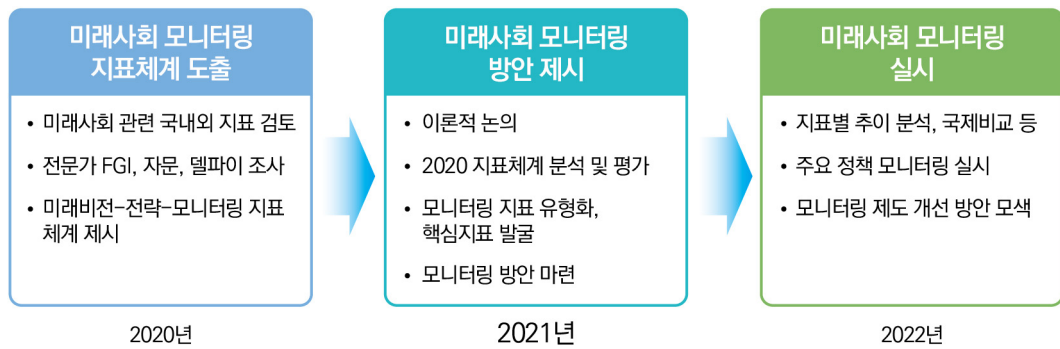 미래사회 모니터링
지표체계 도출
• 미래사회 관련 국내외 지표 검토
• 전문가 FGI, 자문, 델파이 조사
• 미래비전-전략-모니터링 지표
체계 제시
2020년
미래사회 모니터링
방안 제시
• 이론적 논의
• 2020 지표체계 분석 및 평가
• 모니터링 지표 유형화,
핵심지표 발굴
• 모니터링 방안 마련
2021년
미래사회 모니터링
실시
• 지표별 추이 분석, 국제비교 등
• 주요 정책 모니터링 실시
• 모니터링 제도 개선 방안 모색
2022년